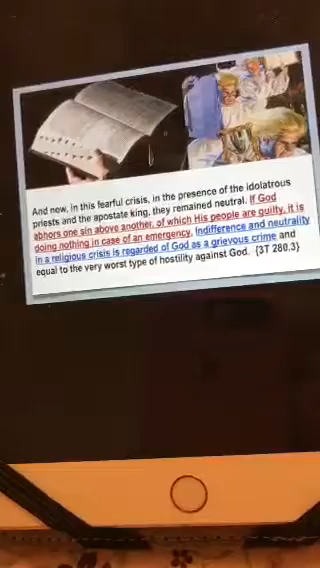 And now, in this fearful crisis, in the presence of the idolatrous
priests and the apostate king, they remained neutral. If God
abhors one sin above another, of which His people are guilty, it is
doing nothing in case of an emergency. Indifference and neutrality
in a religious crisis is regarded of God as a grievous crime and
equal to the very worst type of hostility against God. {3T 280.3}